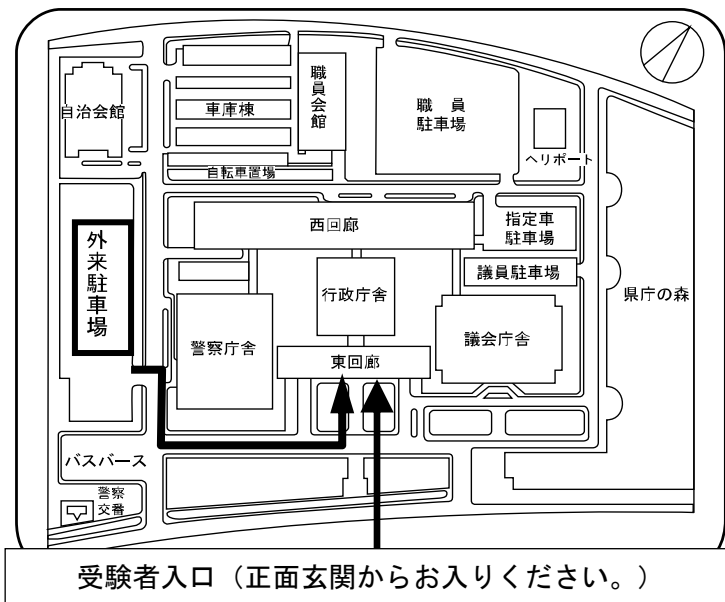 自治会館
車庫棟
職員会館
職員
駐車場
ヘリポート
自転車置場
西回廊
指定車
駐車場
外来駐車場
行政庁舎
議員駐車場
県庁の森
警察庁舎
東回廊
議会庁舎
バスバース
警察
交番
受験者入口（正面玄関からお入りください。）